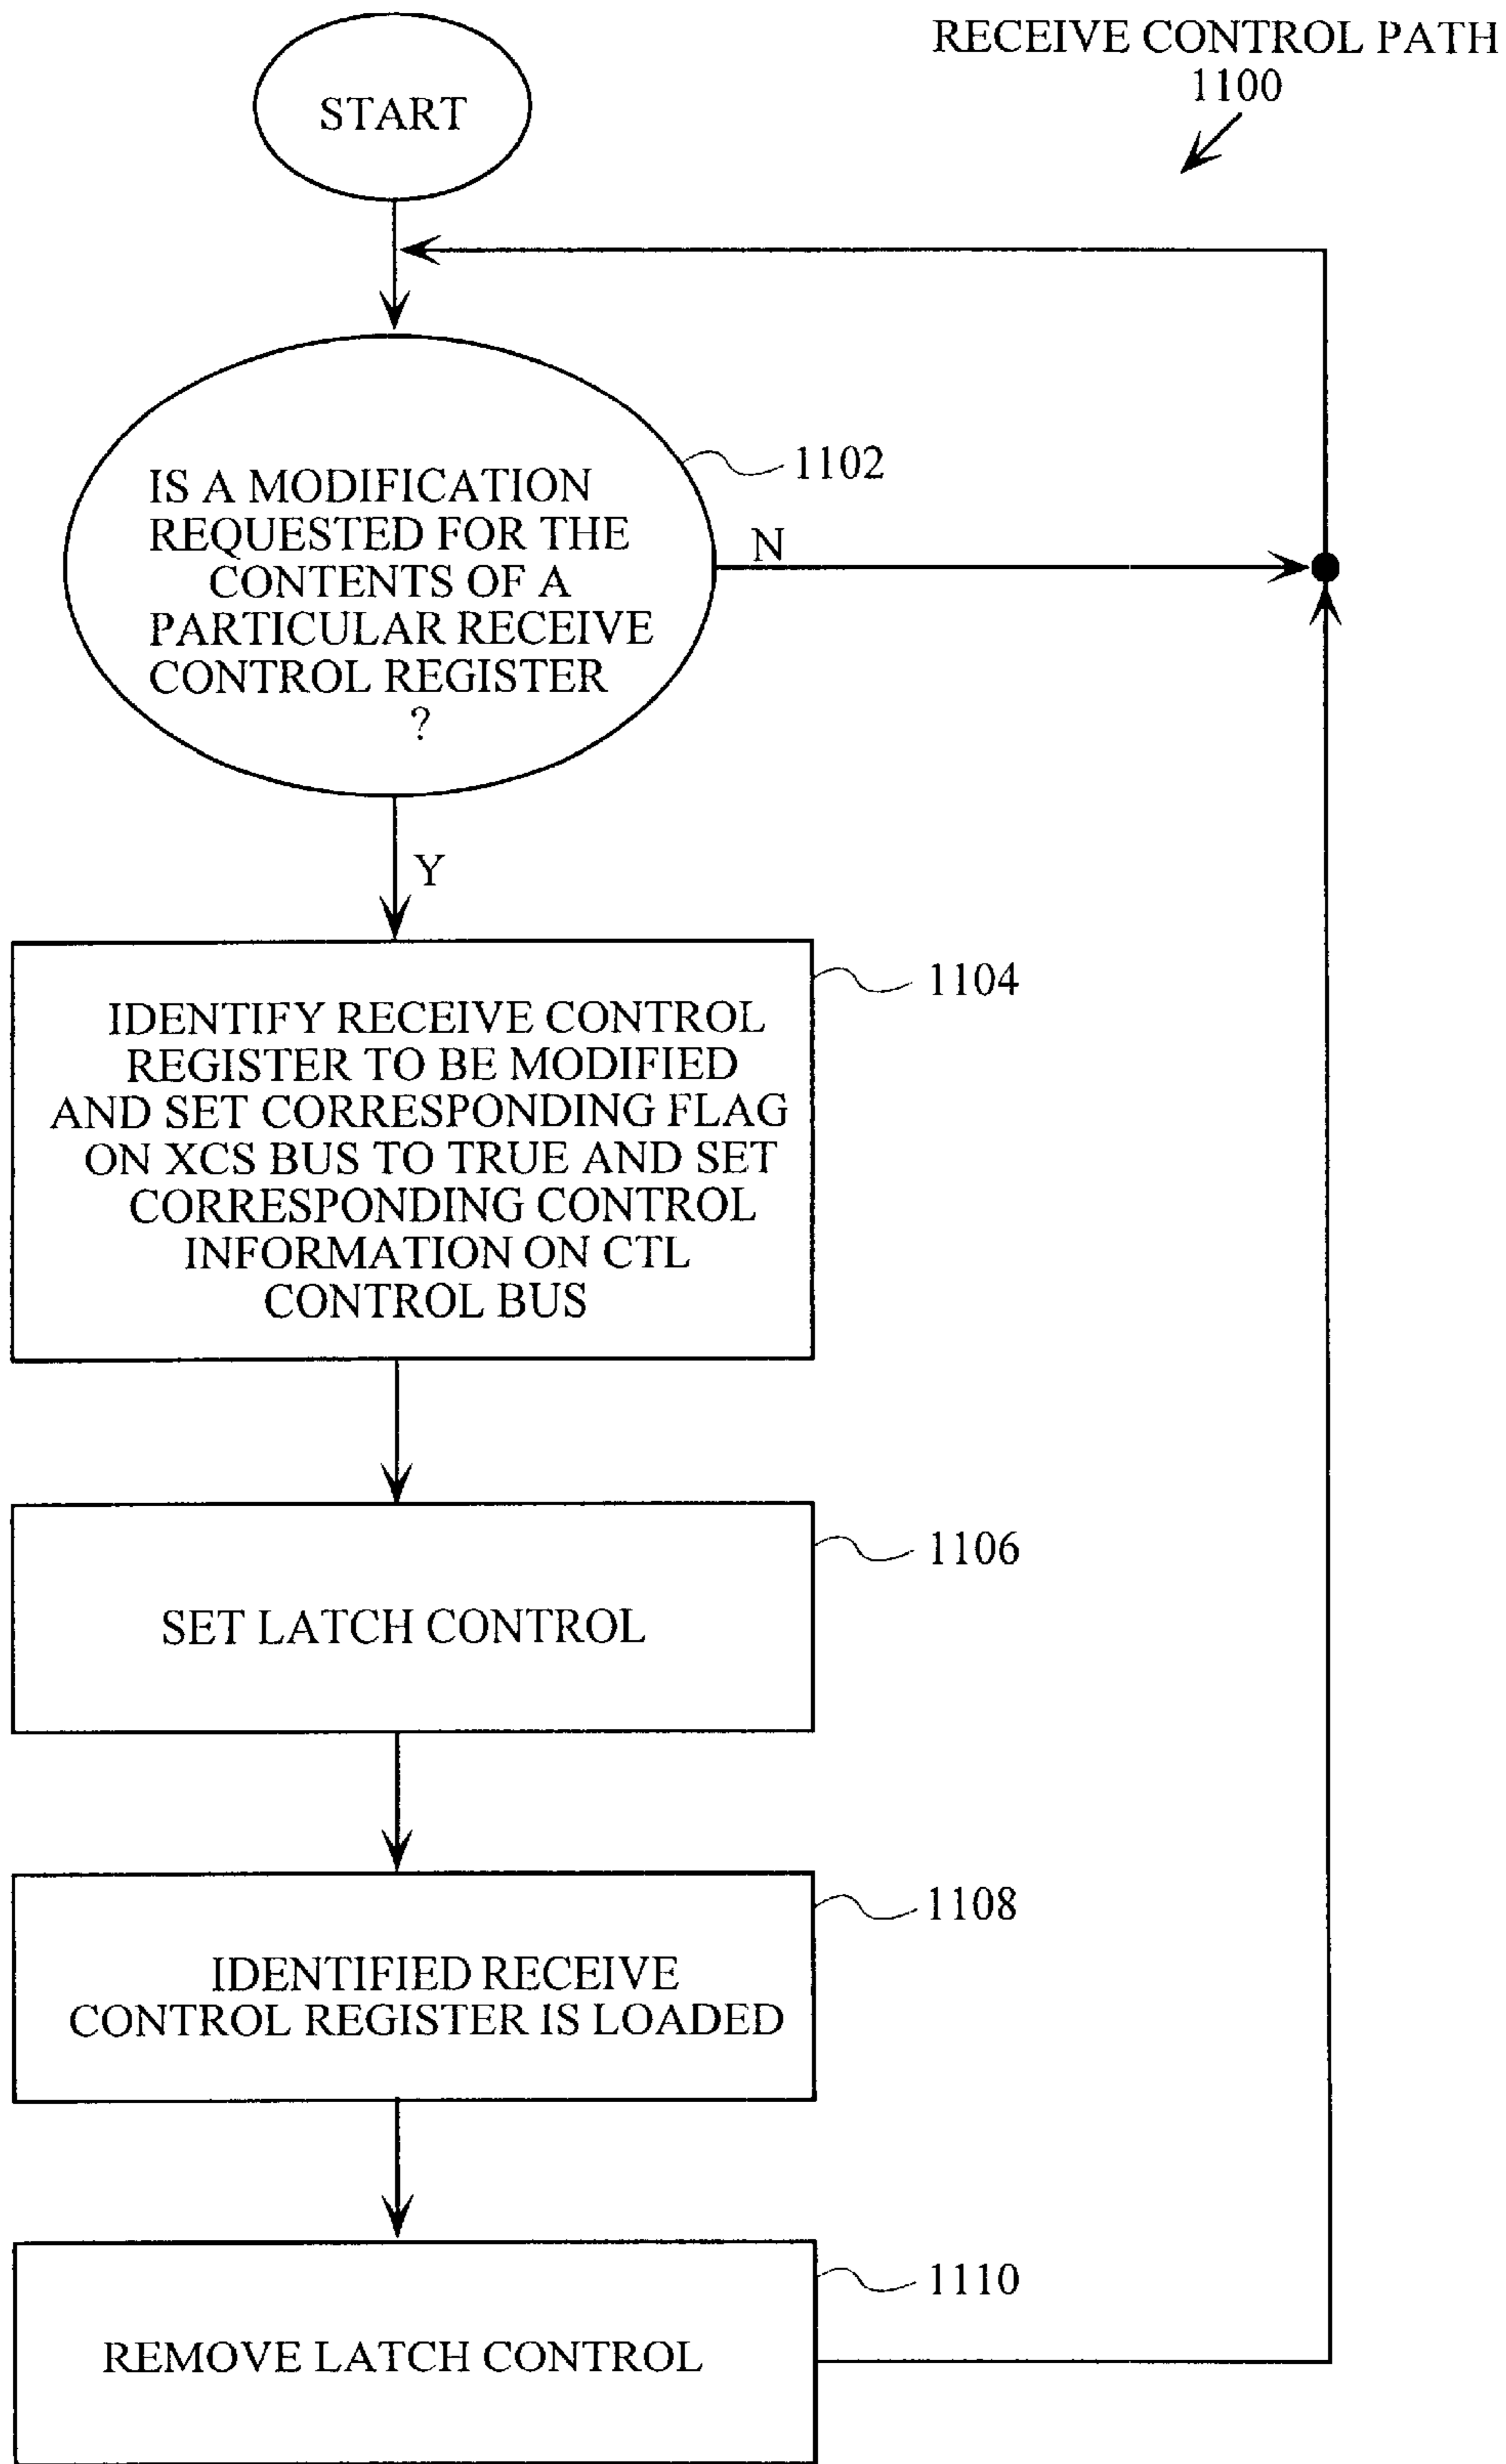 RECEIVE CONTROL PATH
1100
START
1102
IS A MODIFICATION
REQUESTED FOR THE
CONTENTS OF A
PARTICULAR RECEIVE
CONTROL REGISTER
?
N
Y
1104
IDENTIFY RECEIVE CONTROL
REGISTER TO BE MODIFIED
AND SET CORRESPONDING FLAG
ON XCS BUS TO TRUE AND SET
CORRESPONDING CONTROL
INFORMATION ON CTL
CONTROL BUS
1106
SET LATCH CONTROL
1108
IDENTIFIED RECEIVE
CONTROL REGISTER IS LOADED
1110
REMOVE LATCH CONTROL